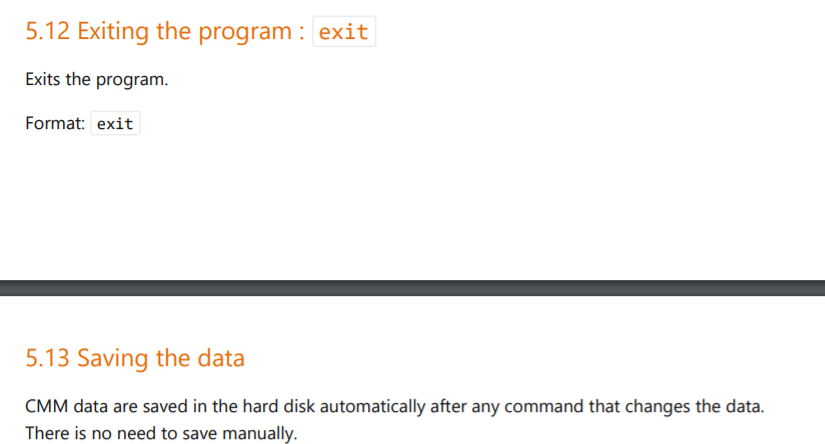 5.12 Exiting the program : exit
Exits the program.
Format: exit
5.13 Saving the data
CMM data are saved in the hard disk automatically after any command that changes the data.
There is no need to save manually.